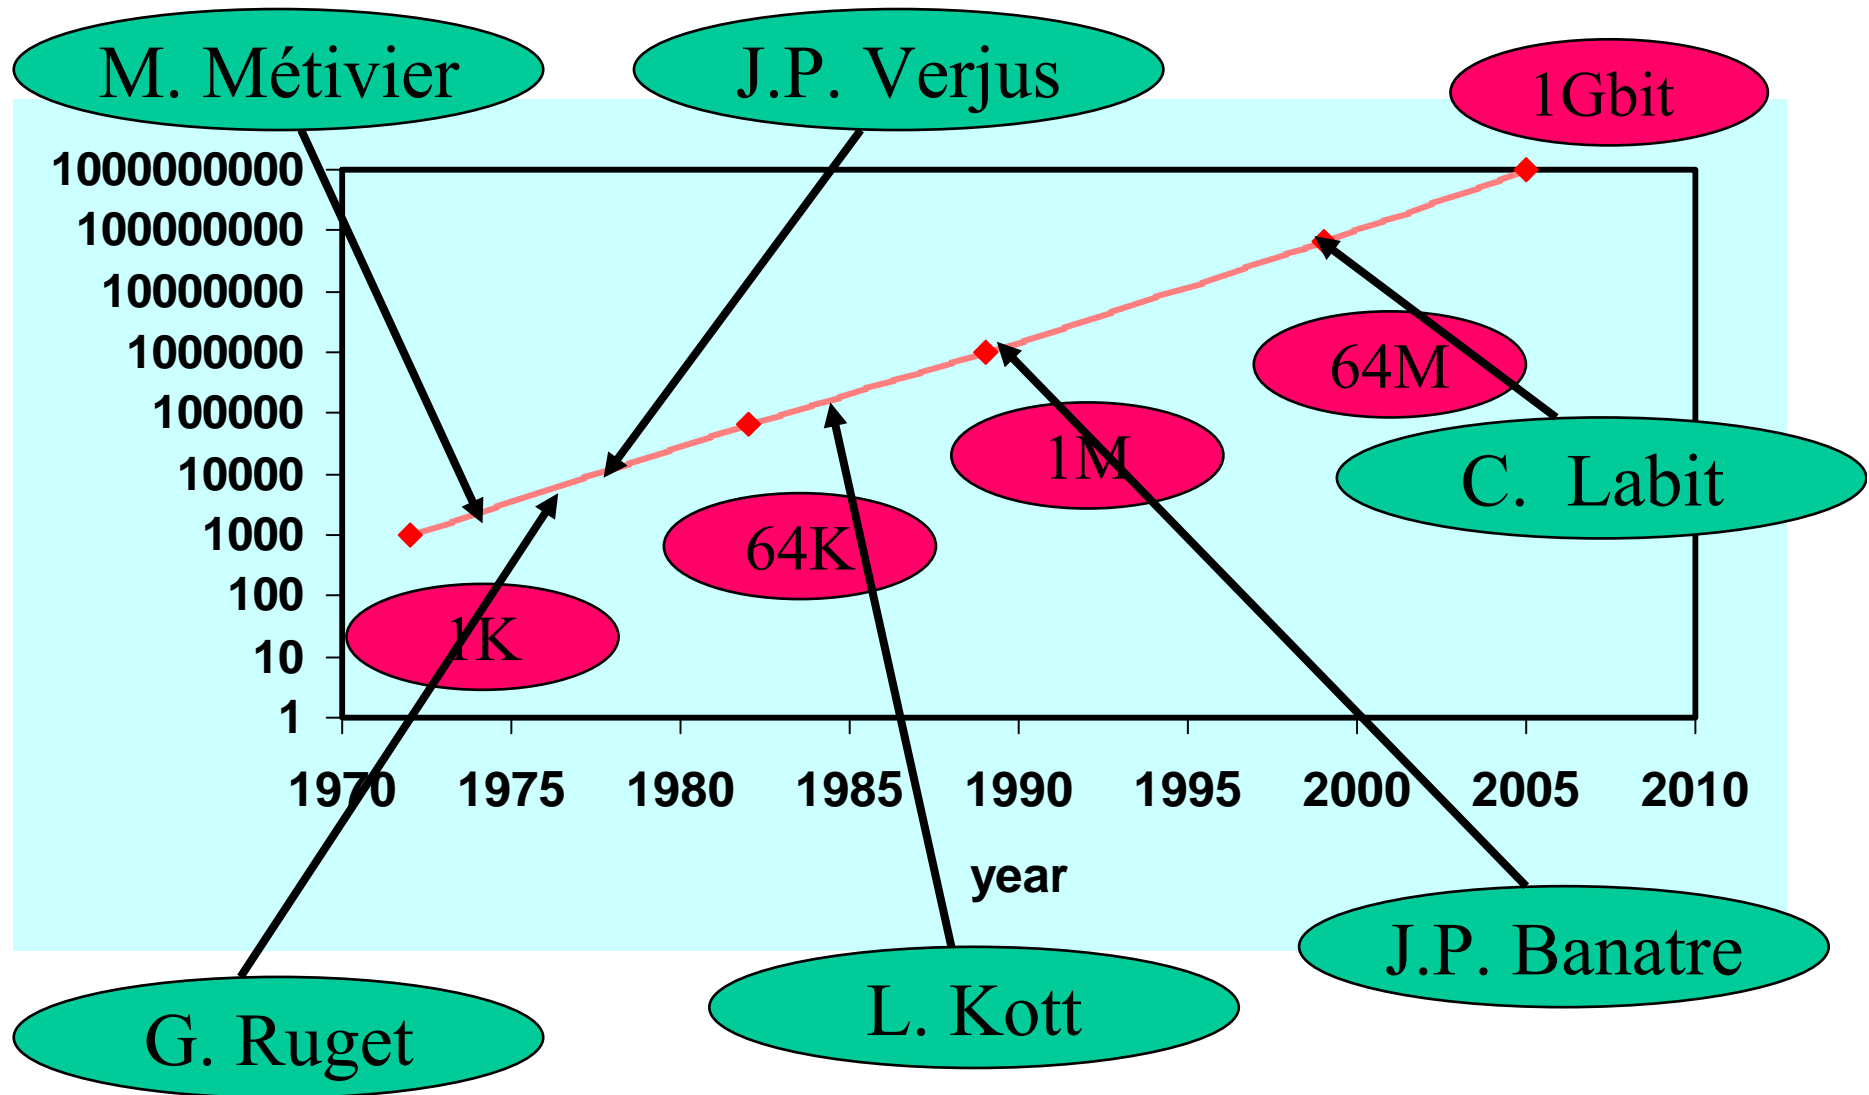 M. Métivier
J.P. Verjus
1Gbit
1000000000
100000000
10000000
1000000
100000
10000
1000
100
10
1
64M
1M
C. Labit
64K
1K
1970 1975 1980 1985 1990 1995 2000 2005 2010
year
J.P. Banatre
L. Kott
G. Ruget